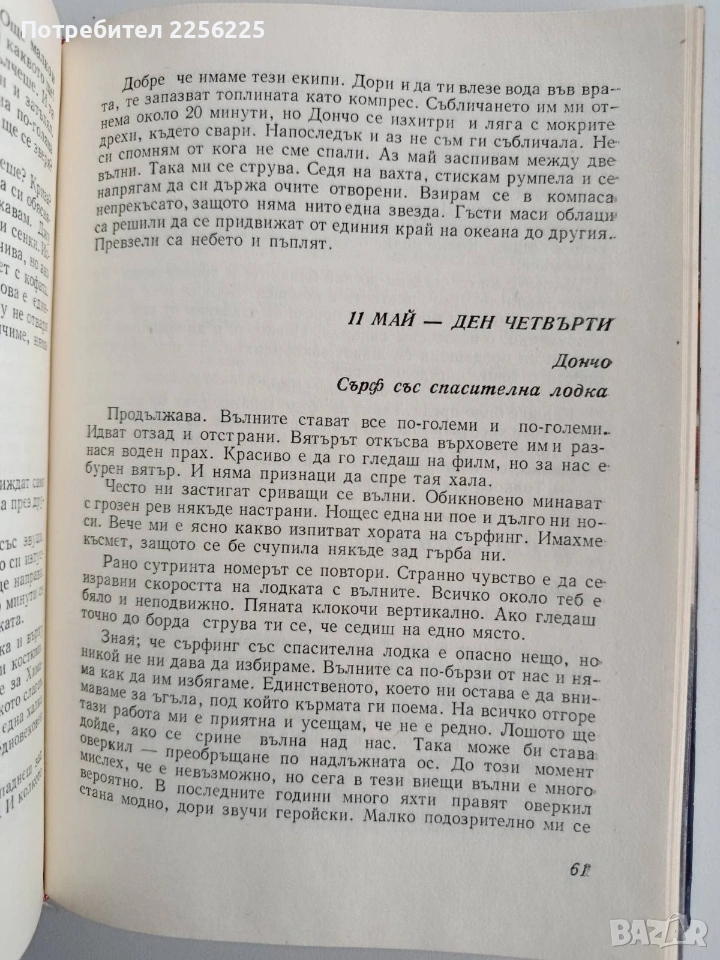 Потребител 2256225
Добре че имаме тези екипи. Дори и да ти влезе вода във вра-
та, те запазват топлината като компрес. Събличането им ми от-
нема около 20 минути, но Дончо се изхитри и ляга с мокрите
дрехи, където свари. Напоследък и аз не съм ги събличала. Не
си спомням от кога не сме спали. Аз май заспивам между две
вълни. Така ми се струва. Седя на вахта, стискам румпела и се
напрягам да си държа очите отворени. Взирам се в компаса
непрекъсато, защото няма нито една звезда. Гъсти маси облаци
са решили да се придвижат от единия край на океана до другия.
Превзели са небето и пъплят.
11 МАЙ — ДЕН ЧЕТВЪРТИ
Дончо
Сърф със спасителна лодка
Продължава. Вълните стават все по-големи и по-големи.
Идват отзад и отстрани. Вятърът откъсва върховете им и раз-
нася воден прах. Красиво е да го гледаш на филм, но за нас е
бурен вятър. И няма признаци да спре тая хала.
Често ни застигат сриващи се вълни. Обикновено минават
с грозен рев някъде настрани. Нощес една ни пое и дълго ни но-
си. Вече ми е ясно какво изпитват хората на сърфинг. Имахме
късмет, защото се бе счупила някъде зад гърба ни.
Рано сутринта номерът се повтори. Странно чувство е да се
изравни скоростта на лодката с вълните. Всичко около теб е
бяло и неподвижно. Пяната клокочи вертикално. Ако гледаш
точно до борда струва ти се, че седиш на едно място.
Зная, че сърфинг със спасителна лодка е опасно нещо, но
никой не ни дава да избираме. Вълните са по-бързи от нас и ня-
ма как да им избягаме. Единственото, което ни остава е да вни-
маваме за ъгъла, под който кърмата ги поема. На всичко отгоре
тази работа ми е приятна и усещам, че не е редно. Лошото ще
дойде, ако се срине вълна над нас. Така може би става
оверкил — преобръщане по надлъжната ос. До този момент
мислех, че е невъзможно, но сега в тези виещи вълни е много
вероятно. В последните години много яхти правят оверкил
стана модно, дори звучи геройски. Малко подозрително ми се
61
BAZAR